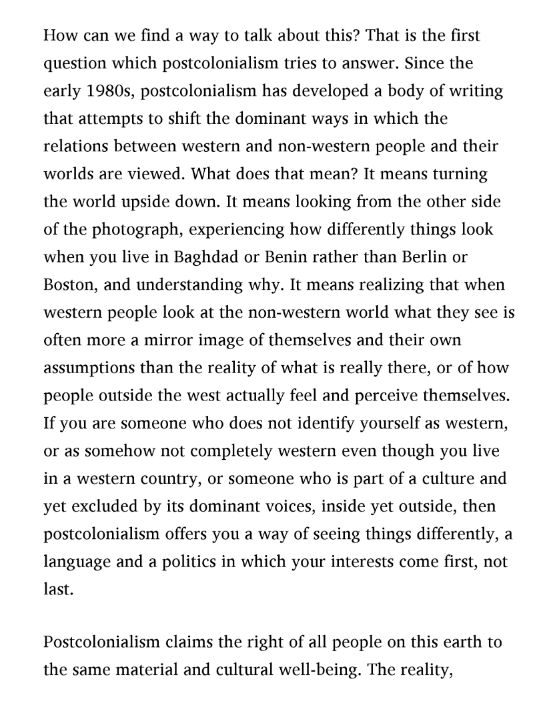 How can we find a way to talk about this? That is the first
question which postcolonialism tries to answer. Since the
early 1980s, postcolonialism has developed a body of writing
that attempts to shift the dominant ways in which the
relations between western and non-western people and their
worlds are viewed. What does that mean? It means turning
the world upside down. It means looking from the other side
of the photograph, experiencing how differently things look
when you live in Baghdad or Benin rather than Berlin or
Boston, and understanding why. It means realizing that when
western people look at the non-western world what they see is
often more a mirror image of themselves and their own
assumptions than the reality of what is really there, or of how
people outside the west actually feel and perceive themselves.
If you are someone who does not identify yourself as western,
or as somehow not completely western even though you live
in a western country, or someone who is part of a culture and
yet excluded by its dominant voices, inside yet outside, then
postcolonialism offers you a way of seeing things differently, a
language and a politics in which your interests come first, not
last.
Postcolonialism claims the right of all people on this earth to
the same material and cultural well-being. The reality,